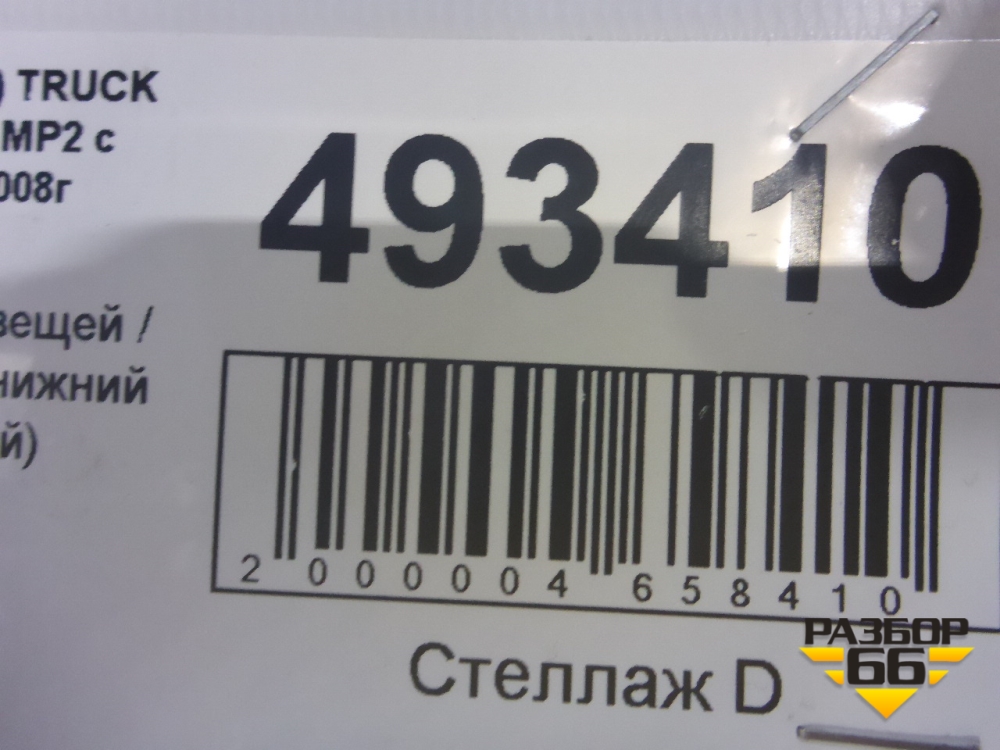 ) TRUCK
MP2 с
008г
493410
вещей /
нижний
й)
2 000004 658410
Стеллаж D
РАЗБОР
66